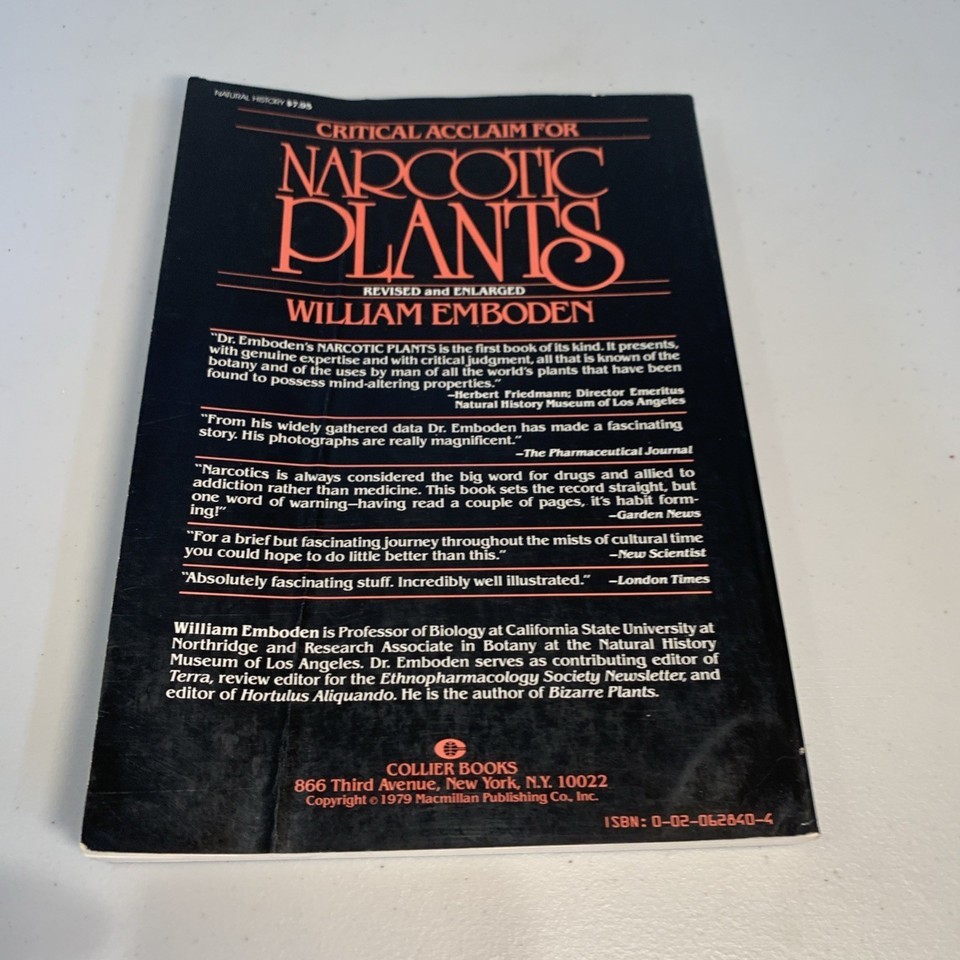 NATURAL HISTORY $7.95
CRITICAL ACCLAIM FOR
NARCOTIC
PLANTS
REVISED and ENLARGED
WILLIAM EMBODEN
"Dr. Emboden's NARCOTIC PLANTS is the first book of its kind. It presents,
with genuine expertise and with critical judgment, all that is known of the
botany and of the uses by man of all the world's plants that have been
found to possess mind-altering properties."
—Herbert Friedmann; Director Emeritus
Natural History Museum of Los Angeles
"From his widely gathered data Dr. Emboden has made a fascinating
story. His photographs are really magnificent."
—The Pharmaceutical Journal
"Narcotics is always considered the big word for drugs and allied to
addiction rather than medicine. This book sets the record straight, but
one word of warning—having read a couple of pages, it's habit form-
ing!" —Garden News
"For a brief but fascinating journey throughout the mists of cultural time
you could hope to do little better than this." —New Scientist
"Absolutely fascinating stuff. Incredibly well illustrated." —London Times
William Emboden is Professor of Biology at California State University at
Northridge and Research Associate in Botany at the Natural History
Museum of Los Angeles. Dr. Emboden serves as contributing editor of
Terra, review editor for the Ethnopharmacology Society Newsletter, and
editor of Hortulus Aliquando. He is the author of Bizarre Plants.
COLLIER BOOKS
866 Third Avenue, New York, N.Y. 10022
Copyright © 1979 Macmillan Publishing Co., Inc.
ISBN: 0-02-062840-4